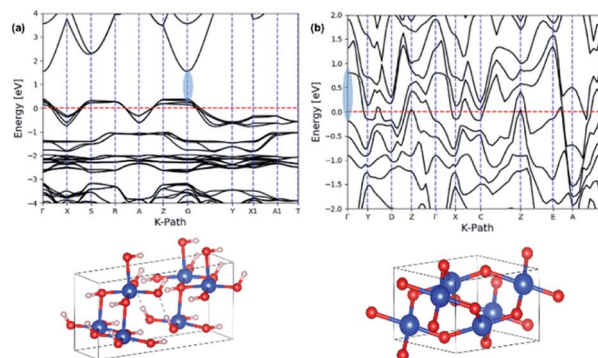 (a)
Energy [eV]
4
3
2
1
0
−1
−2
−3
−4
Γ X S R A Z G Y X1 A1 T
K-Path
(b)
Energy [eV]
2.0
1.5
1.0
0.5
0.0
−0.5
−1.0
−1.5
−2.0
Γ Y D Z Γ X C Z E A
K-Path